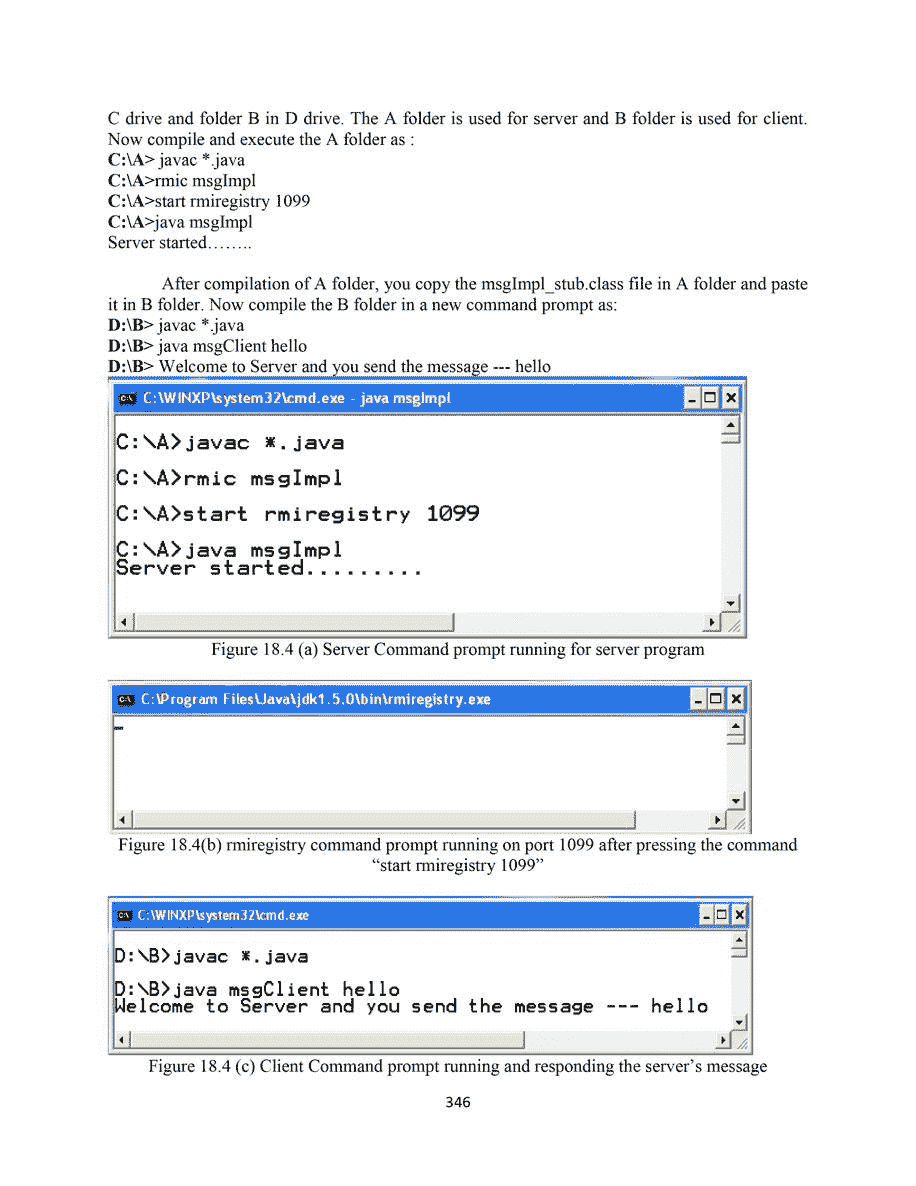 C drive and folder B in D drive. The A folder is used for server and B folder is used for client.
Now compile and execute the A folder as :
C:\A> javac *.java
C:\A>rmic msgImpl
C:\A>start rmiregistry 1099
C:\A>java msgImpl
Server started……..
After compilation of A folder, you copy the msgImpl_stub.class file in A folder and paste
it in B folder. Now compile the B folder in a new command prompt as:
D:\B> javac *.java
D:\B> java msgClient hello
D:\B> Welcome to Server and you send the message --- hello
C:\WINXP\system32\cmd.exe - java msgImpl
C:\A>javac *.java
C:\A>rmic msgImpl
C:\A>start rmiregistry 1099
C:\A>java msgImpl
Server started.........
Figure 18.4 (a) Server Command prompt running for server program
C:\Program Files\Java\jdk1.5.0\bin\rmiregistry.exe
Figure 18.4(b) rmiregistry command prompt running on port 1099 after pressing the command
“start rmiregistry 1099”
C:\WINXP\system32\cmd.exe
D:\B>javac *.java
D:\B>java msgClient hello
Welcome to Server and you send the message --- hello
Figure 18.4 (c) Client Command prompt running and responding the server’s message
346